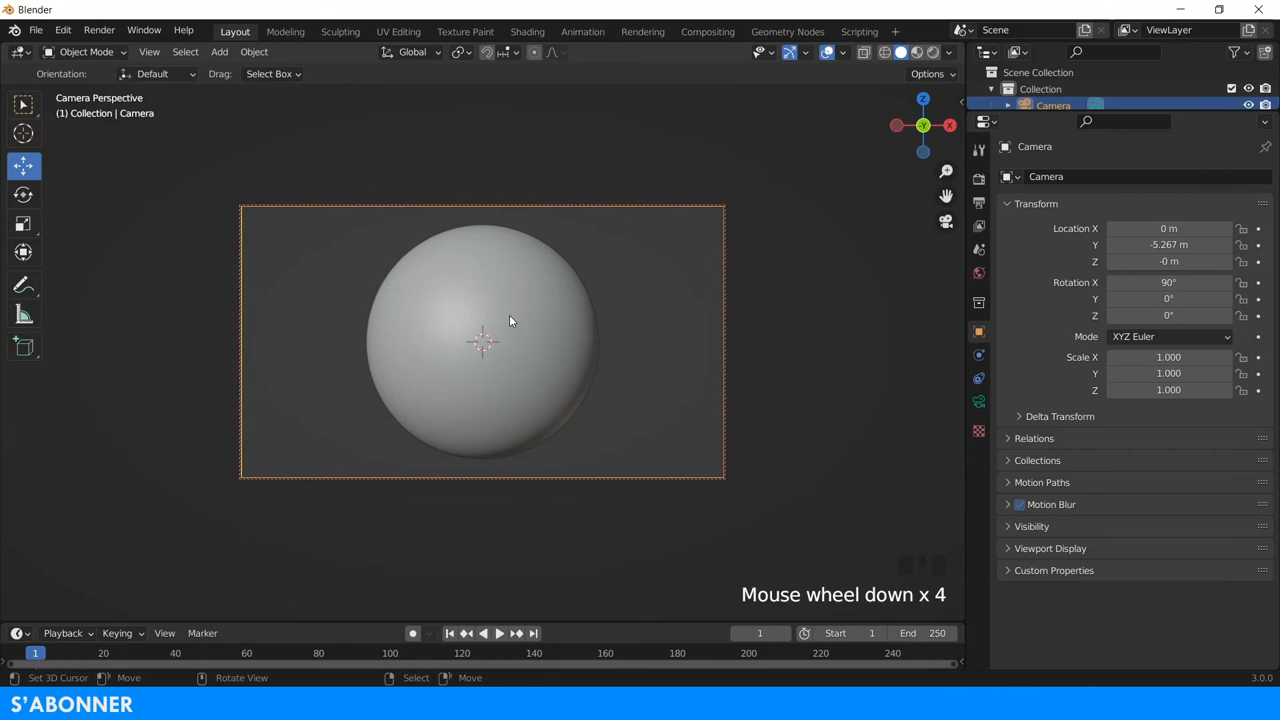 Blender
File Edit Render Window Help Layout Modeling Sculpting UV Editing Texture Paint Shading Animation Rendering Compositing Geometry Nodes Scripting Scene ViewLayer
Object Mode View Select Add Object Global
Orientation: Default Drag: Select Box Options
Scene Collection
Collection
Camera
Camera Perspective
(1) Collection | Camera
Z
Y
X
Camera
Camera
Transform
Location X 0 m
Y -5.267 m
Z -0 m
Rotation X 90°
Y 0°
Z 0°
Mode XYZ Euler
Scale X 1.000
Y 1.000
Z 1.000
Delta Transform
Relations
Collections
Motion Paths
Motion Blur
Visibility
Viewport Display
Custom Properties
Mouse wheel down x 4
Playback Keying View Marker 1 Start 1 End 250
1 20 40 60 80 100 120 140 160 180 200 220 240
Set 3D Cursor Move Rotate View Select Move 3.0.0
S'ABONNER